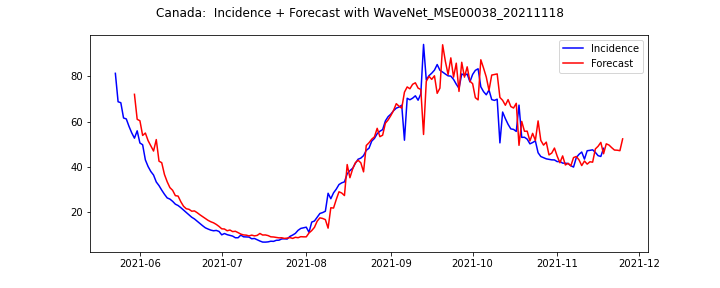 Canada:  Incidence + Forecast with WaveNet_MSE00038_20211118
Incidence
Forecast
80
60
40
20
2021-06 2021-07 2021-08 2021-09 2021-10 2021-11 2021-12